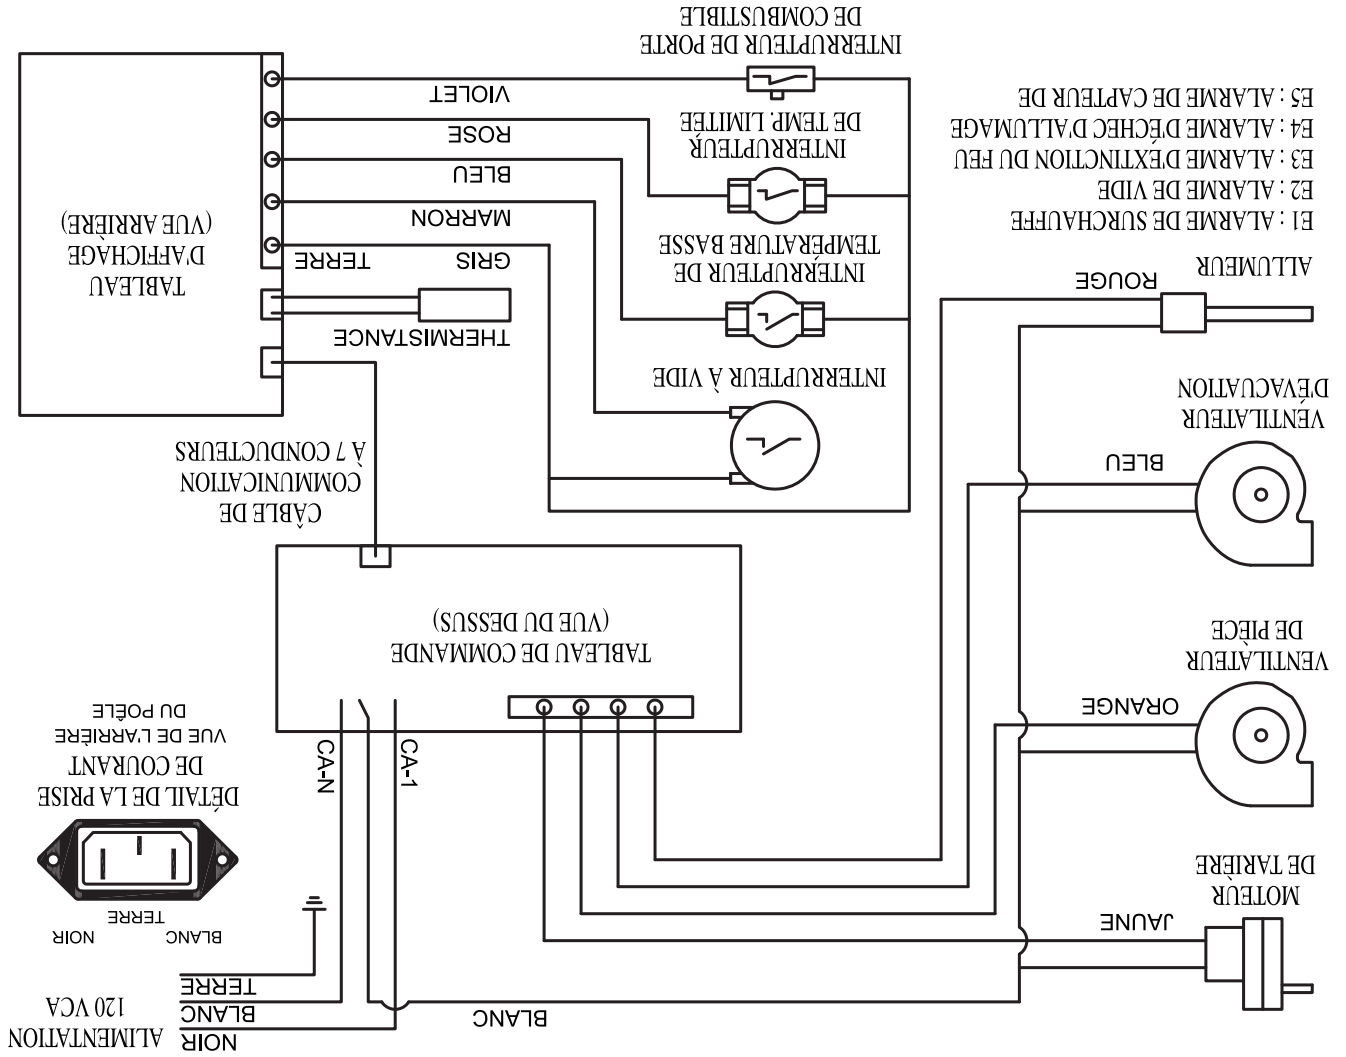 NOIR
BLANC
TERRE
ALIMENTATION
120 VCA
BLANC
MOTEUR
DE TARIÈRE
JAUNE
BLANC
NOIR
TERRE
DÉTAIL DE LA PRISE
DE COURANT
VUE DE L'ARRIÈRE
DU POÊLE
CA-1
CA-N
VENTILATEUR
DE PIÈCE
ORANGE
TABLEAU DE COMMANDE
(VUE DU DESSUS)
VENTILATEUR
D'ÉVACUATION
BLEU
CÂBLE DE
COMMUNICATION
À 7 CONDUCTEURS
ALLUMEUR
ROUGE
INTERRUPTEUR À VIDE
THERMISTANCE
INTERRUPTEUR DE
TEMPÉRATURE BASSE
GRIS
TERRE
MARRON
BLEU
ROSE
VIOLET
TABLEAU
D'AFFICHAGE
(VUE ARRIÈRE)
INTERRUPTEUR
DE TEMP. LIMITÉE
INTERRUPTEUR DE PORTE
DE COMBUSTIBLE
E1 : ALARME DE SURCHAUFFE
E2 : ALARME DE VIDE
E3 : ALARME D'EXTINCTION DU FEU
E4 : ALARME D'ÉCHEC D'ALLUMAGE
E5 : ALARME DE CAPTEUR DE